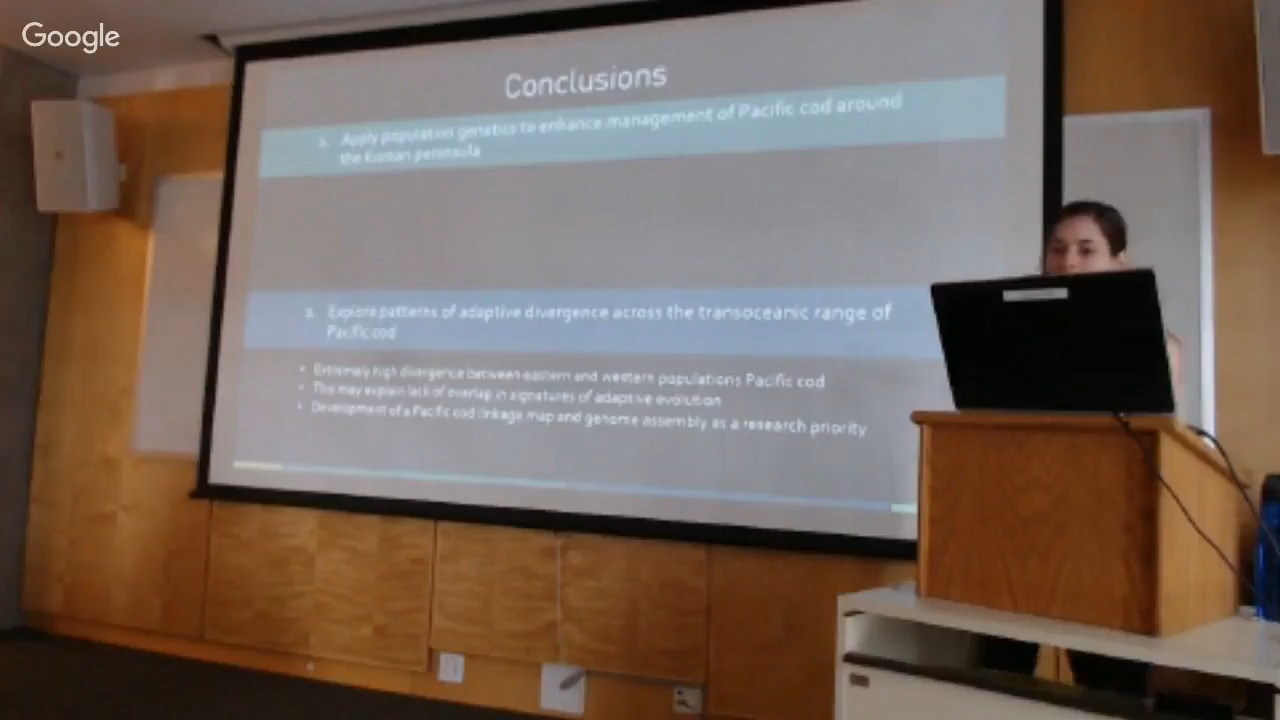 Google
Conclusions
1. Apply population genetics to enhance management of Pacific cod around
the Korean peninsula
2. Explore patterns of adaptive divergence across the transoceanic range of
Pacific cod
• Extremely high divergence between eastern and western populations Pacific cod
• This may explain lack of overlap in signatures of adaptive evolution
• Development of a Pacific cod linkage map and genome assembly as a research priority